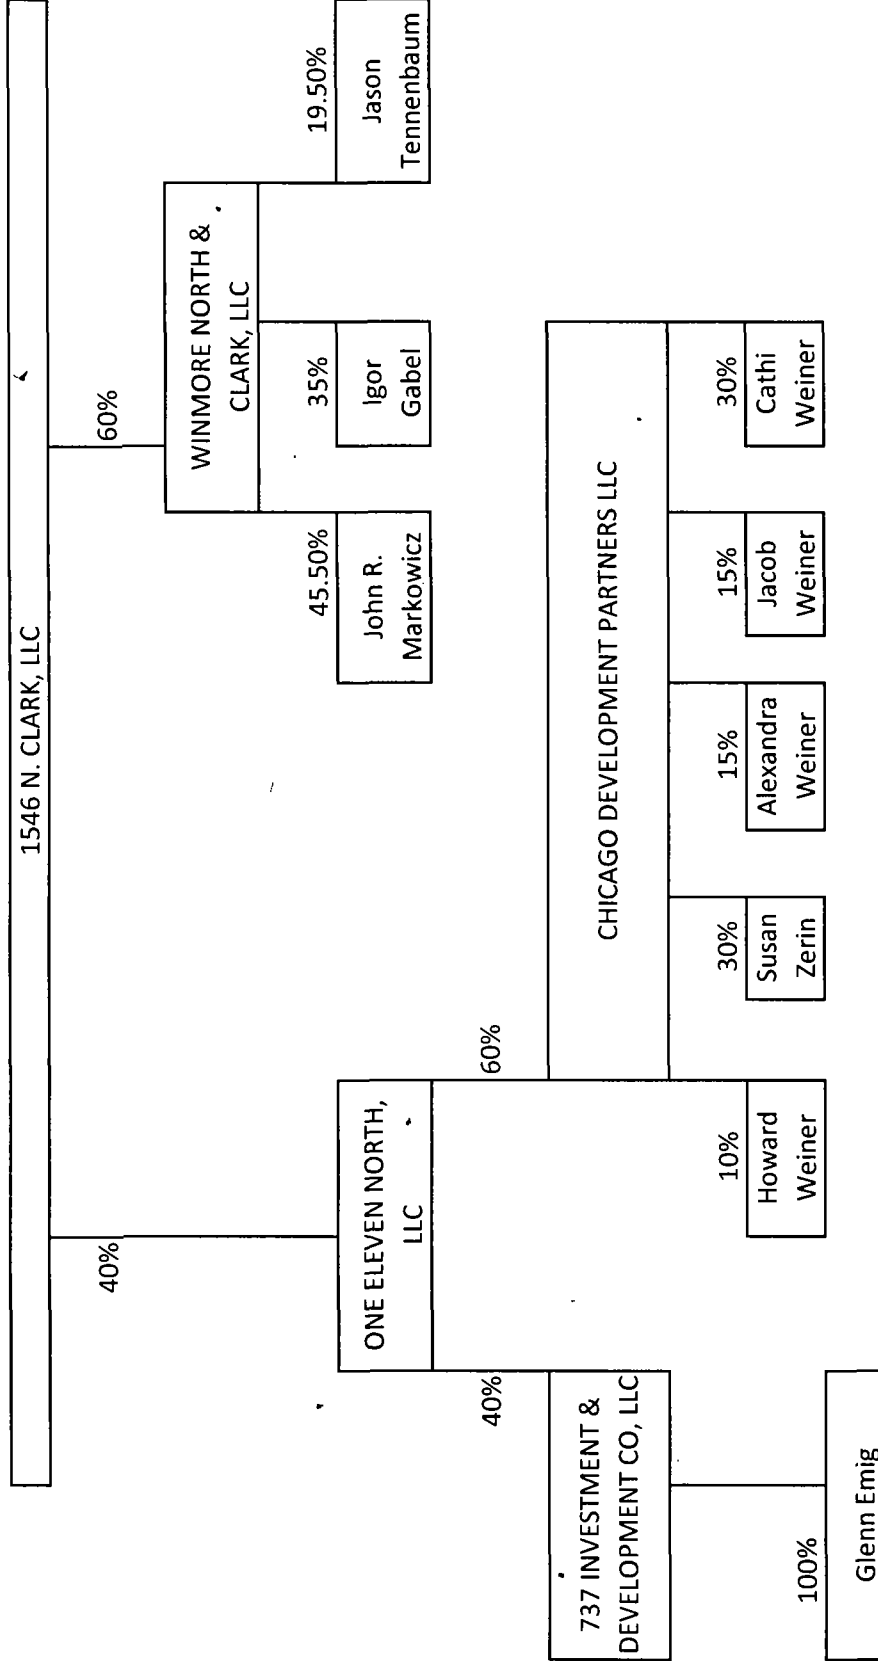 1546 N. CLARK, LLC
40%
60%
WINMORE NORTH &
CLARK, LLC
45.50%
35%
19.50%
John R.
Markowicz
Igor
Gabel
Jason
Tennenbaum
ONE ELEVEN NORTH,
LLC
40%
60%
737 INVESTMENT &
DEVELOPMENT CO, LLC
CHICAGO DEVELOPMENT PARTNERS LLC
10%
30%
15%
15%
30%
Howard
Weiner
Susan
Zerin
Alexandra
Weiner
Jacob
Weiner
Cathi
Weiner
100%
Glenn Emig